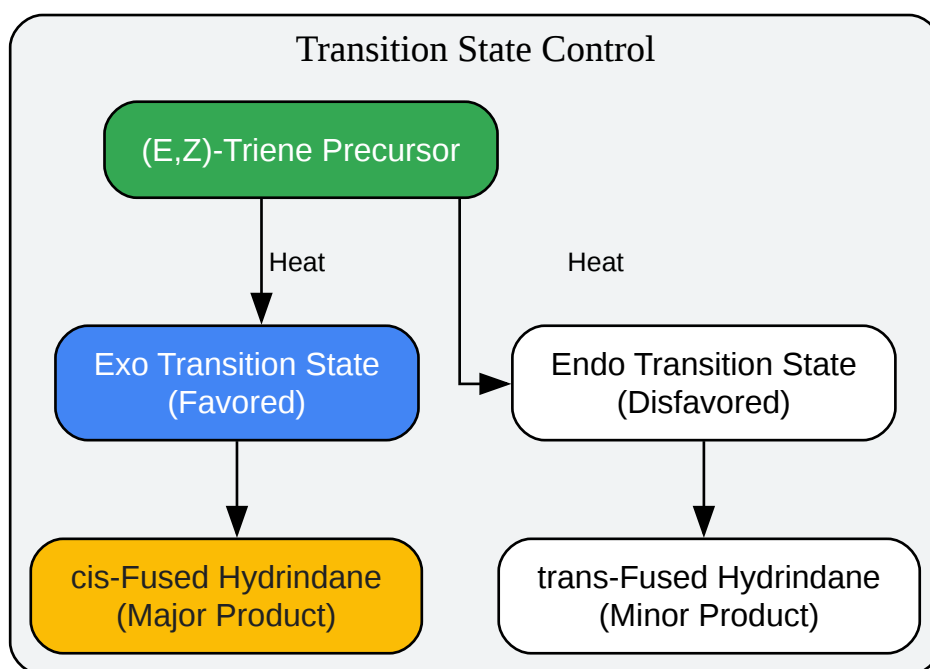 Transition State Control
(E,Z)-Triene Precursor
Heat
Heat
Exo Transition State
(Favored)
Endo Transition State
(Disfavored)
cis-Fused Hydrindane
(Major Product)
trans-Fused Hydrindane
(Minor Product)